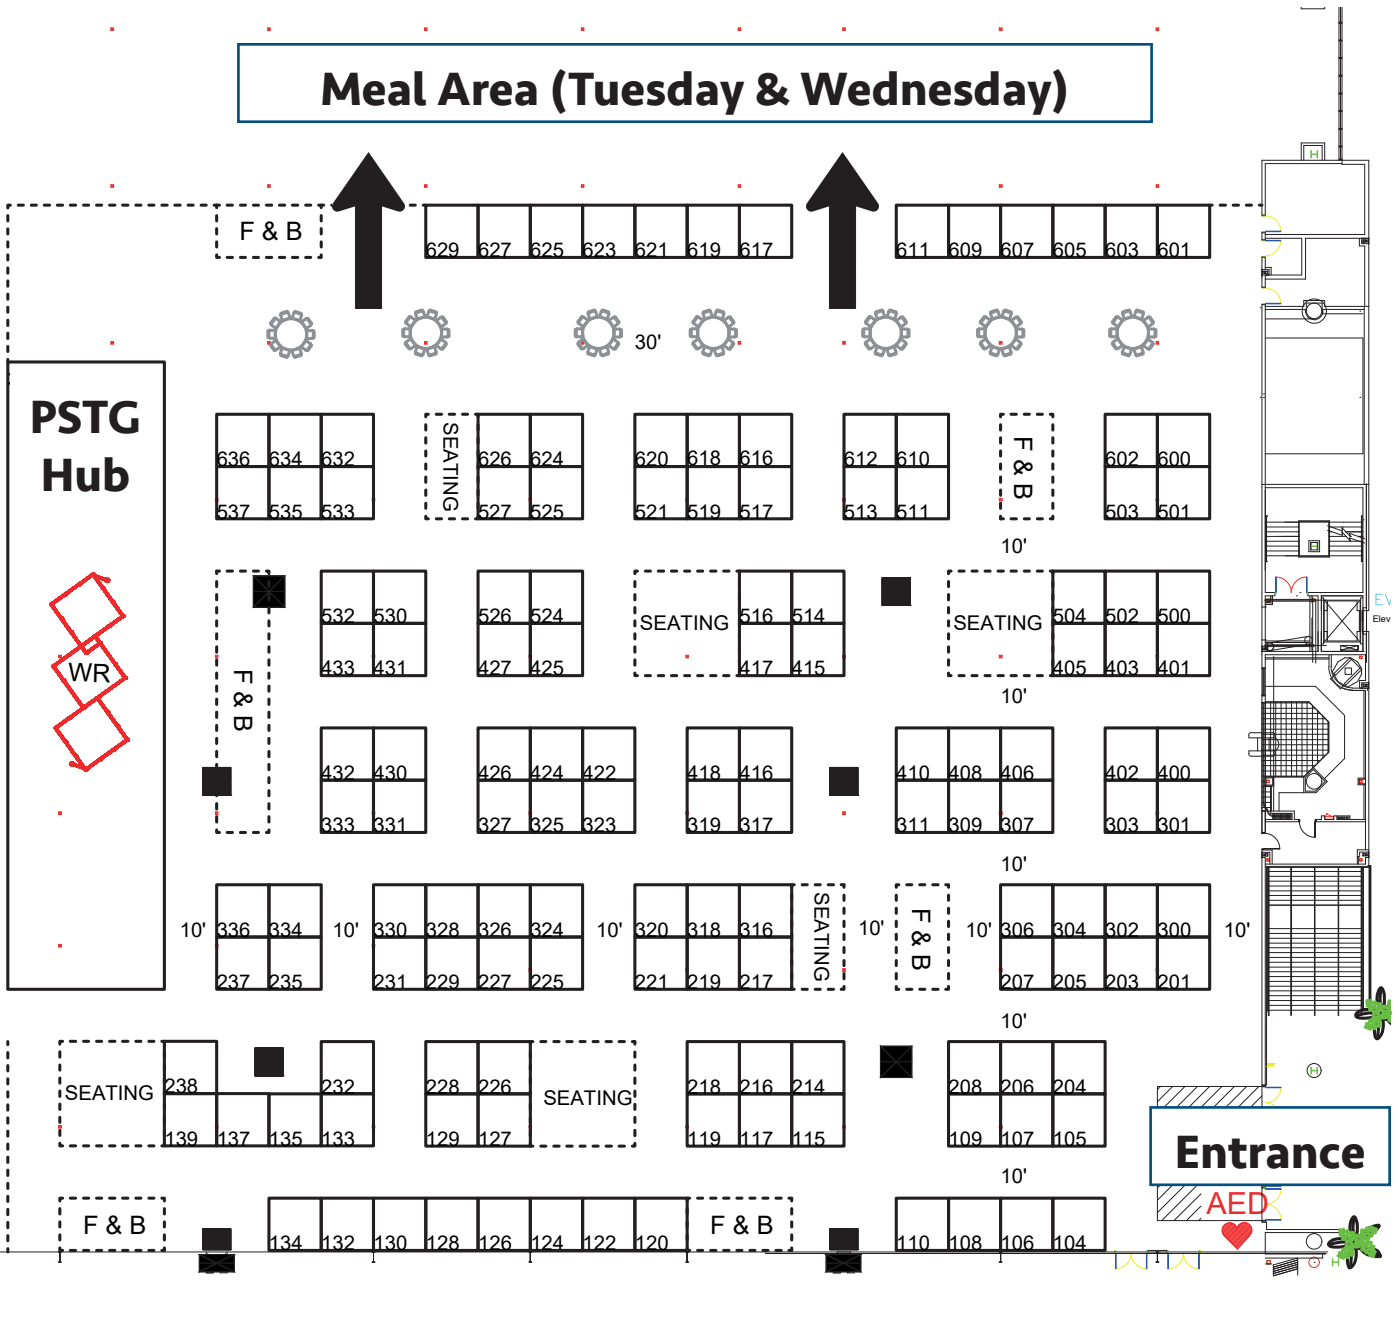 Meal Area (Tuesday & Wednesday)
H
F & B
629 627 625 623 621 619 617
611 609 607 605 603 601
30'
PSTG
Hub
WR
636 634 632
537 535 533
SEATING
626 624
527 525
620 618 616
521 519 517
612 610
513 511
F & B
602 600
503 501
10'
H
F & B
532 530
433 431
526 524
427 425
SEATING
516 514
417 415
SEATING
504 502 500
405 403 401
EV
Elev
10'
432 430
333 331
426 424 422
327 325 323
418 416
319 317
410 408 406
311 309 307
402 400
303 301
10'
10'
336 334
237 235
10'
330 328 326 324
231 229 227 225
10'
320 318 316
221 219 217
SEATING
10'
F & B
10'
306 304 302 300
207 205 203 201
10'
10'
SEATING
238 232
139 137 135 133
228 226
129 127
SEATING
218 216 214
119 117 115
208 206 204
109 107 105
H
Entrance
10'
AED
F & B
134 132 130 128 126 124 122 120
F & B
110 108 106 104
H